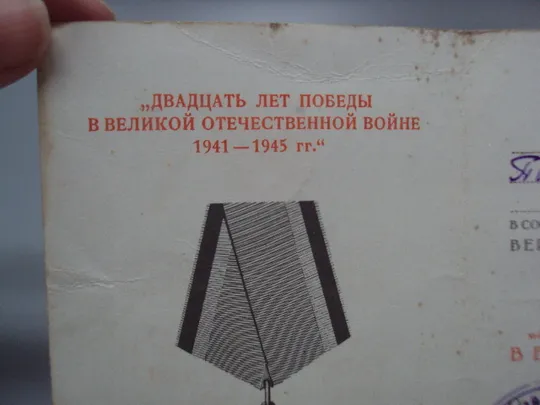 „ДВАДЦАТЬ ЛЕТ ПОБЕДЫ
В ВЕЛИКОЙ ОТЕЧЕСТВЕННОЙ ВОЙНЕ
1941 — 1945 гг.“